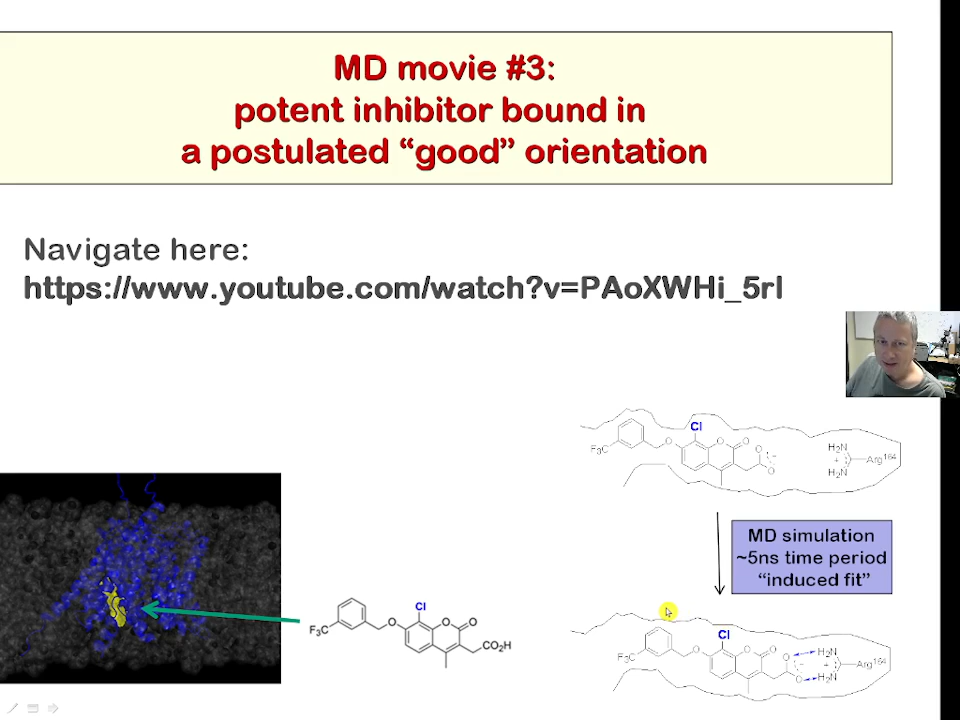 MD movie #3:
potent inhibitor bound in
a postulated “good” orientation
Navigate here:
https://www.youtube.com/watch?v=PAoXWHi_5rI
Cl
F₃C
O
O
O
O
O
H₂N
+
H₂N
Arg¹⁶⁴
MD simulation
~5ns time period
“induced fit”
Cl
F₃C
O
O
O
CO₂H
Cl
F₃C
O
O
O
O
O
H₂N
+
H₂N
Arg¹⁶⁴